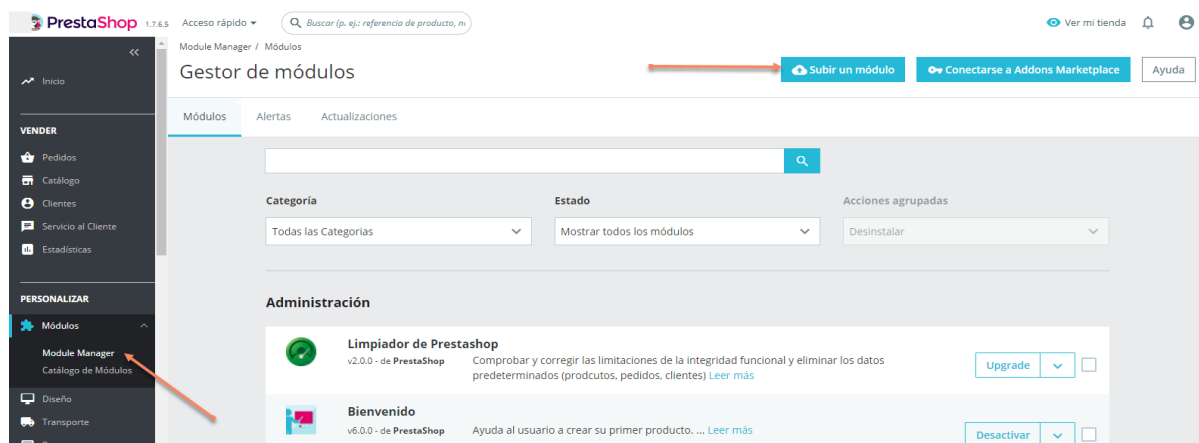 PrestaShop 1.7.6.5 Acceso rápido Buscar (p. ej.: referencia de producto, n Ver mi tienda
Module Manager / Módulos
Gestor de módulos
Subir un módulo Conectarse a Addons Marketplace Ayuda
Inicio
Módulos Alertas Actualizaciones
VENDER
Pedidos
Catálogo
Clientes
Servicio al Cliente
Estadísticas
PERSONALIZAR
Módulos
Module Manager
Catálogo de Módulos
Diseño
Transporte
Categoría Estado Acciones agrupadas
Todas las Categorias Mostrar todos los módulos Desinstalar
Administración
Limpiador de Prestashop
v2.0.0 - de PrestaShop Comprobar y corregir las limitaciones de la integridad funcional y eliminar los datos
predeterminados (prodcutos, pedidos, clientes) Leer más
Upgrade
Bienvenido
v6.0.0 - de PrestaShop Ayuda al usuario a crear su primer producto. ... Leer más
Desactivar